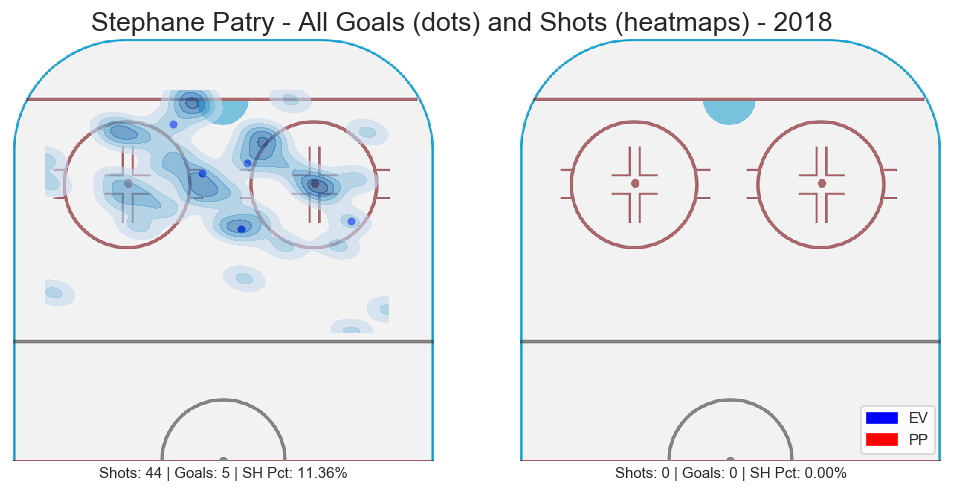 Stephane Patry - All Goals (dots) and Shots (heatmaps) - 2018
EV
PP
Shots: 44 | Goals: 5 | SH Pct: 11.36%
Shots: 0 | Goals: 0 | SH Pct: 0.00%